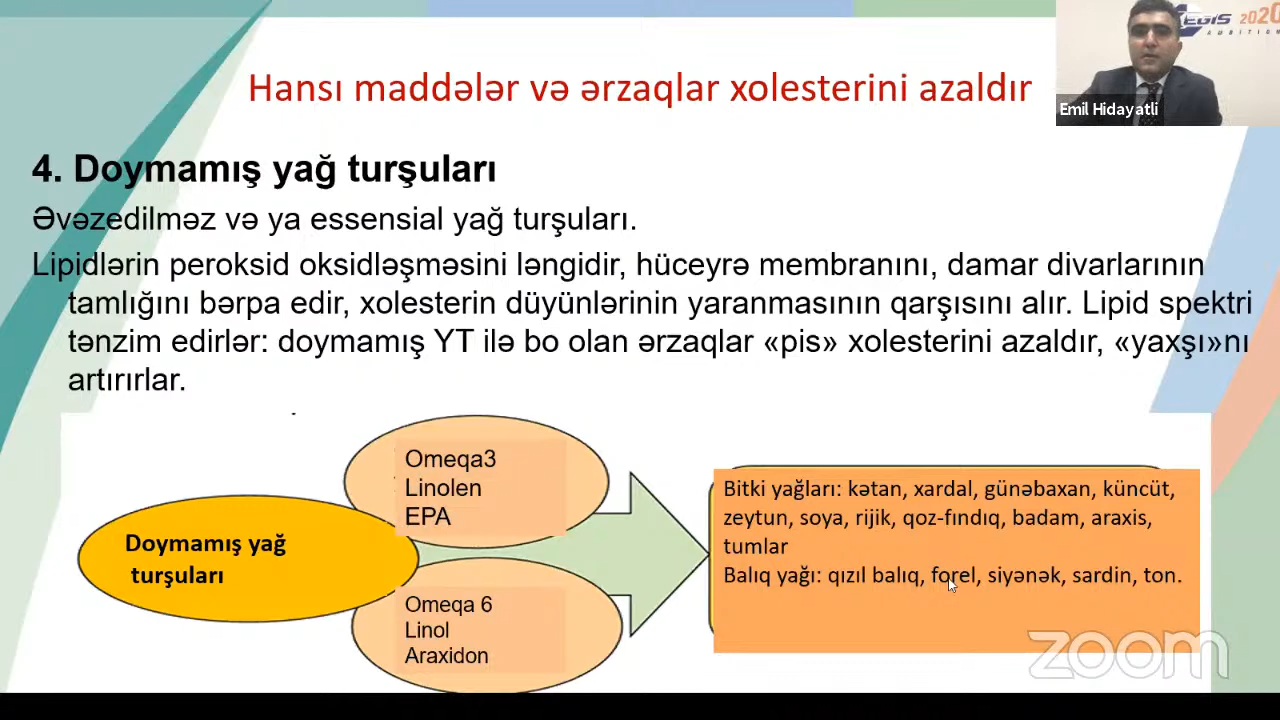 EGIS 2020
AMBITION
Emil Hidayatli
Hansı maddələr və ərzaqlar xolesterini azaldır
4. Doymamış yağ turşuları
Əvəzedilməz və ya essensial yağ turşuları.
Lipidlərin peroksid oksidləşməsini ləngidir, hüceyrə membranını, damar divarlarının
tamlığını bərpa edir, xolesterin düyünlərinin yaranmasının qarşısını alır. Lipid spektri
tənzim edirlər: doymamış YT ilə bo olan ərzaqlar «pis» xolesterini azaldır, «yaxşı»nı
artırırlar.
Doymamış yağ
turşuları
Omeqa3
Linolen
EPA
Omeqa 6
Linol
Araxidon
Bitki yağları: kətan, xardal, günəbaxan, küncüt,
zeytun, soya, rijik, qoz-fındıq, badam, araxis,
tumlar
Balıq yağı: qızıl balıq, forel, siyənək, sardin, ton.
zoom